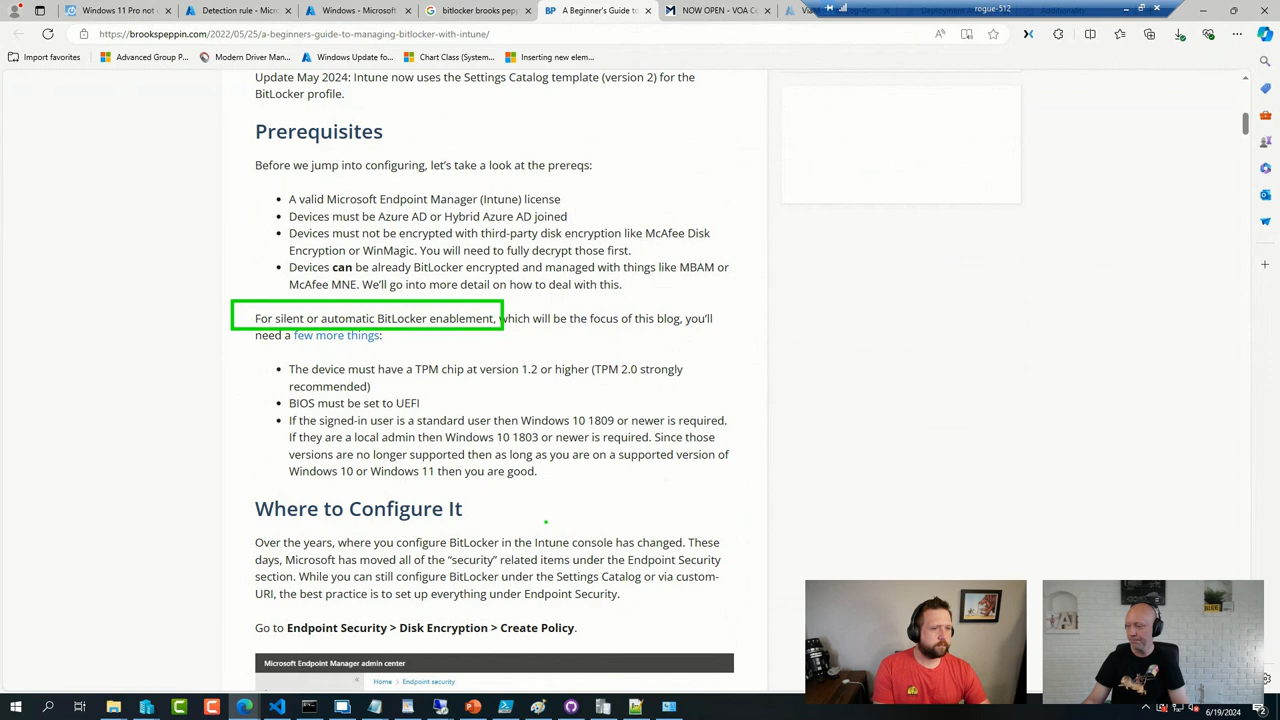 Windows 11 Pro not
Detection rule - Microsoft
Windows - Microsoft
bitlocker brooks pepp
A Beginner's Guide to
NOW OPEN - VOA C
rogue-512
https://brookspeppin.com/2022/05/25/a-beginners-guide-to-managing-bitlocker-with-intune/
Import favorites
Advanced Group P...
Modern Driver Man...
Windows Update fo...
Chart Class (System...
Inserting new elem...
Update May 2024: Intune now uses the Settings Catalog template (version 2) for the
BitLocker profile.
Prerequisites
Before we jump into configuring, let's take a look at the prereqs:
• A valid Microsoft Endpoint Manager (Intune) license
• Devices must be Azure AD or Hybrid Azure AD joined
• Devices must not be encrypted with third-party disk encryption like McAfee Disk
Encryption or WinMagic. You will need to fully decrypt those first.
• Devices can be already BitLocker encrypted and managed with things like MBAM or
McAfee MNE. We'll go into more detail on how to deal with this.
For silent or automatic BitLocker enablement, which will be the focus of this blog, you'll
need a few more things:
• The device must have a TPM chip at version 1.2 or higher (TPM 2.0 strongly
recommended)
• BIOS must be set to UEFI
• If the signed-in user is a standard user then Windows 10 1809 or newer is required.
If they are a local admin then Windows 10 1803 or newer is required. Since those
versions are no longer supported then as long as you are on a supported version of
Windows 10 or Windows 11 then you are good.
Where to Configure It
Over the years, where you configure BitLocker in the Intune console has changed. These
days, Microsoft has moved all of the “security” related items under the Endpoint Security
section. While you can still configure BitLocker under the Settings Catalog or via custom-
URI, the best practice is to set up everything under Endpoint Security.
Go to Endpoint Security > Disk Encryption > Create Policy.
Microsoft Endpoint Manager admin center
Home > Endpoint security
6/19/2024